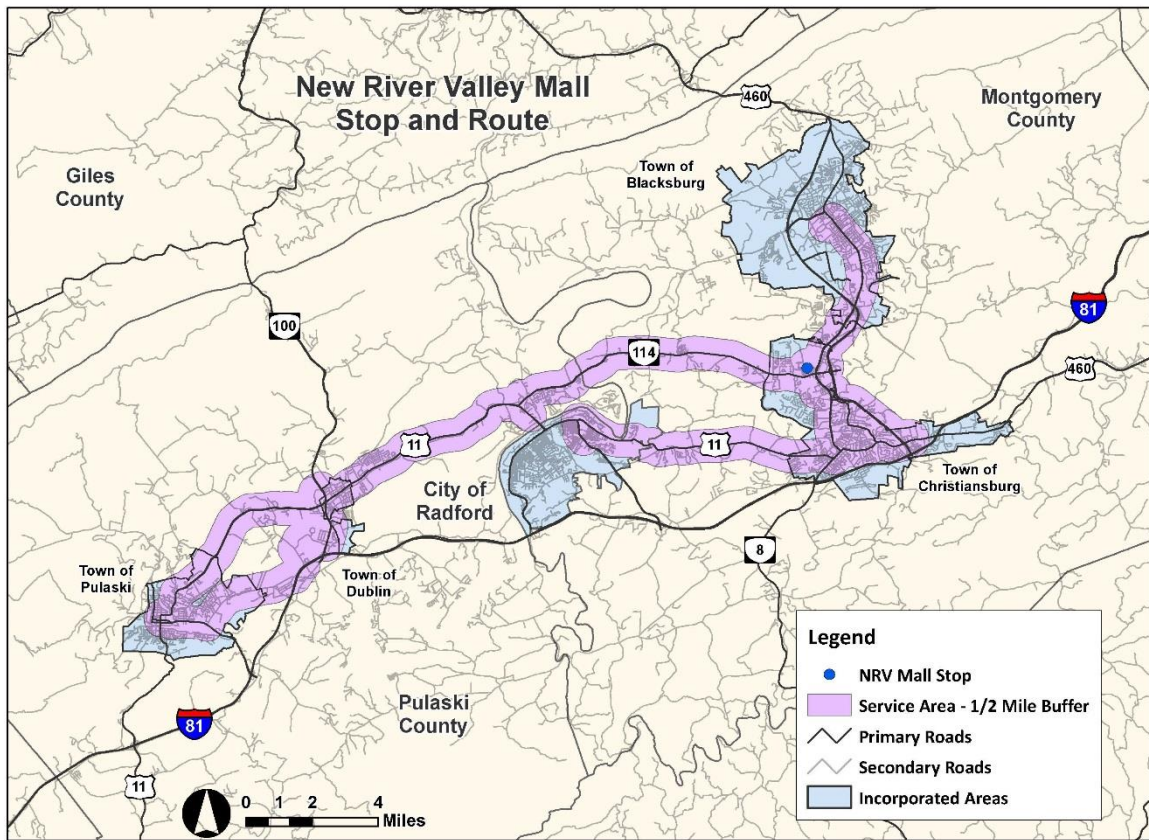 New River Valley Mall
Stop and Route
460
Montgomery
County
Town of
Blacksburg
Giles
County
81
100
114
460
11
11
City of
Radford
Town of
Christiansburg
8
Town of
Pulaski
Town of
Dublin
Pulaski
County
81
11
0 1 2 4
Miles
Legend
NRV Mall Stop
Service Area - 1/2 Mile Buffer
Primary Roads
Secondary Roads
Incorporated Areas